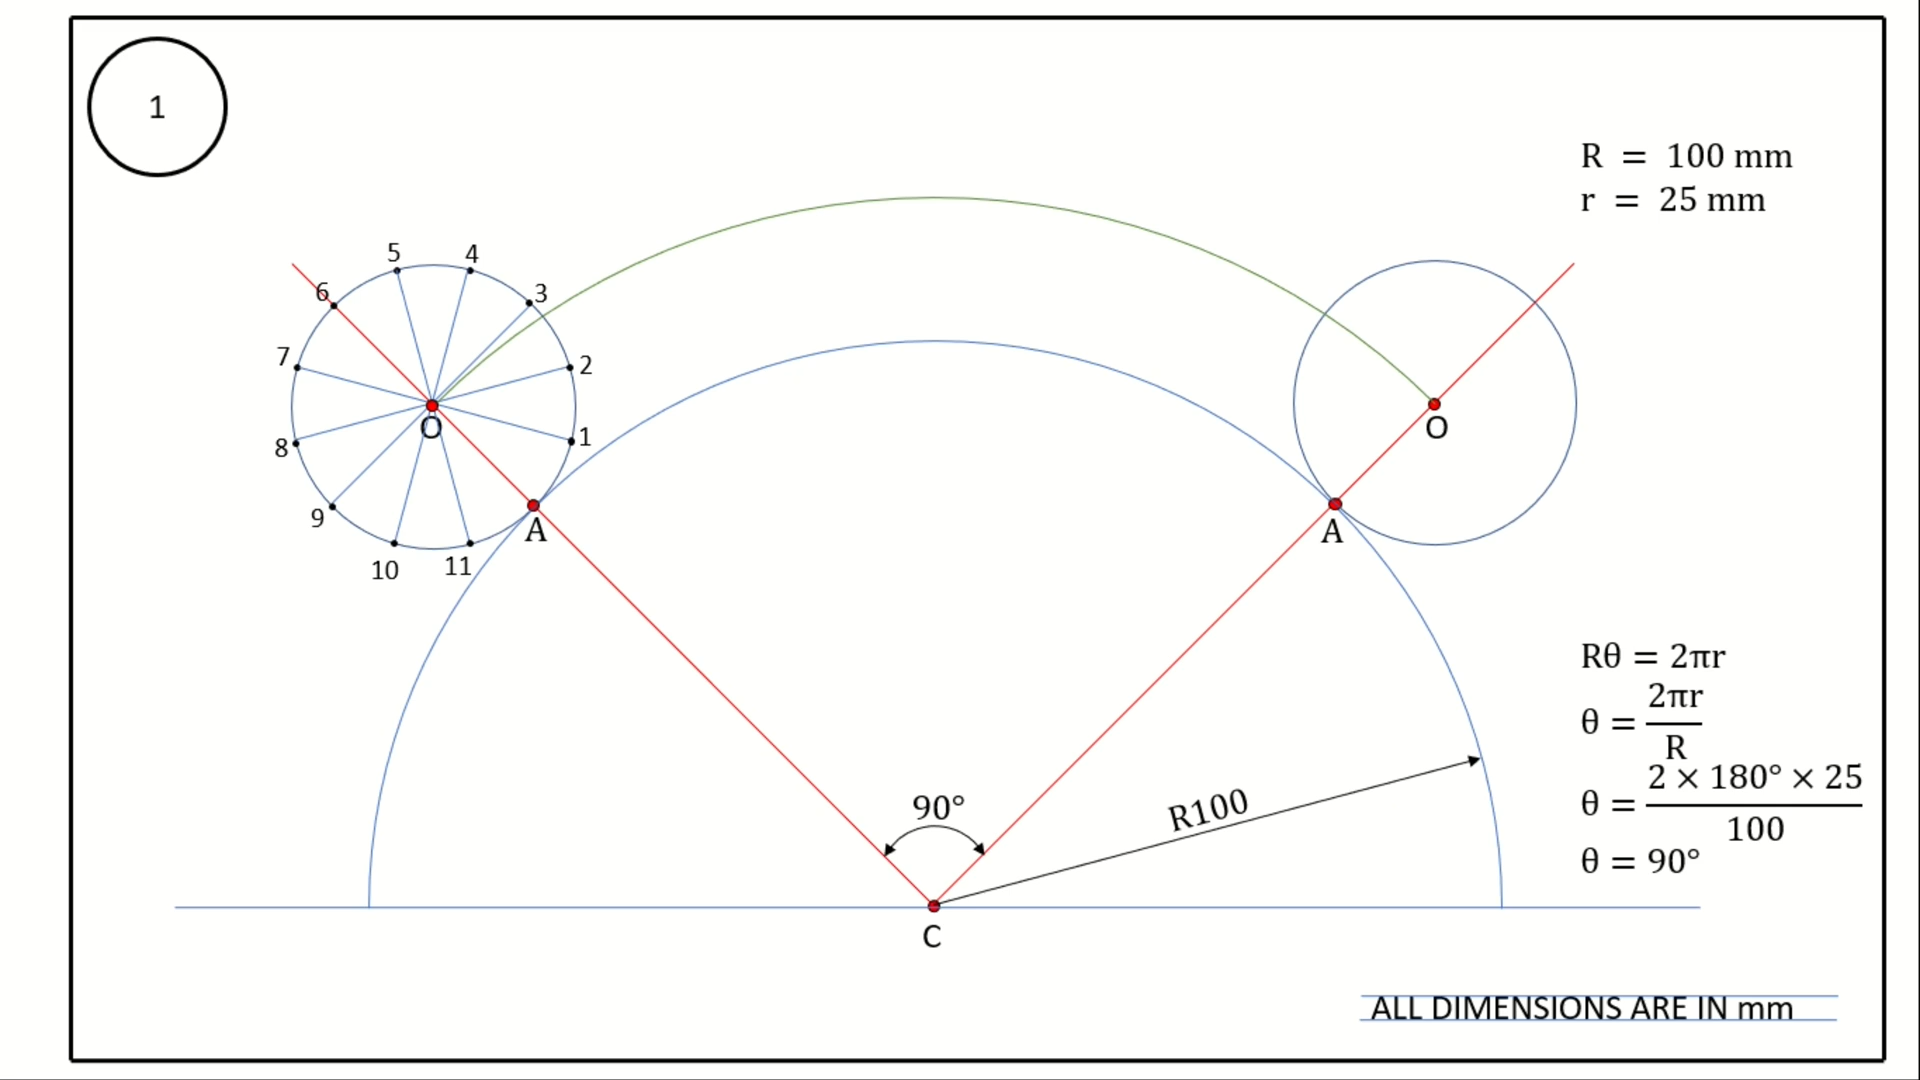 1
R = 100 mm
r = 25 mm
5
4
6
3
7
2
O
8
1
9
A
10
11
O
A
Rθ = 2πr
θ = 2πr / R
θ = 2 × 180° × 25 / 100
θ = 90°
90°
R100
C
ALL DIMENSIONS ARE IN mm